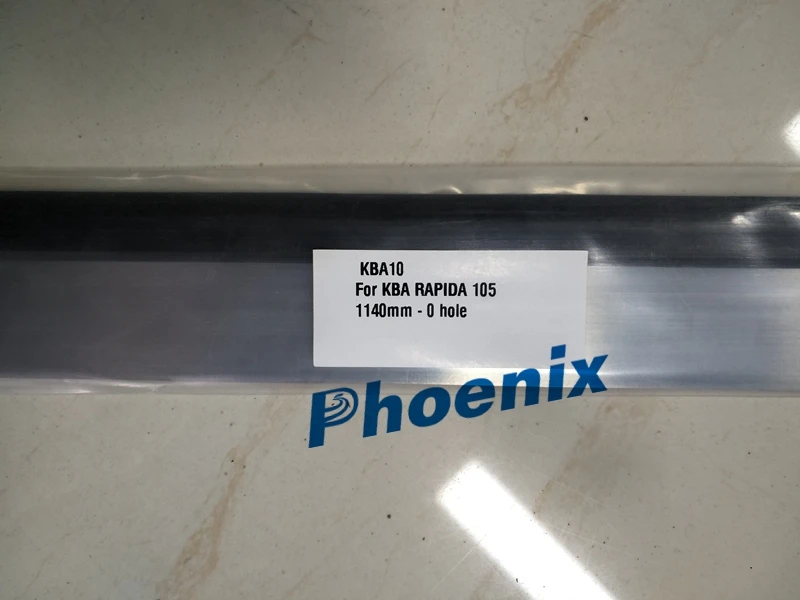 KBA10
For KBA RAPIDA 105
1140mm - 0 hole
Phoenix